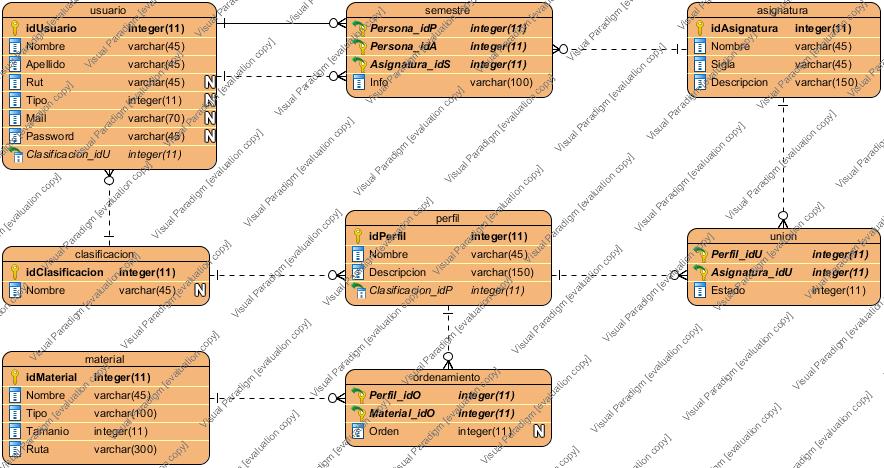 usuario
idUsuario integer(11)
Nombre varchar(45)
Apellido varchar(45)
Rut varchar(45) N
Tipo integer(11) N
Mail varchar(70) N
Password varchar(45) N
Clasificacion_idU integer(11)
semestre
Persona_idP integer(11)
Persona_idA integer(11)
Asignatura_idS integer(11)
Info varchar(100)
asignatura
idAsignatura integer(11)
Nombre varchar(45)
Sigla varchar(45)
Descripcion varchar(150)
clasificacion
idClasificacion integer(11)
Nombre varchar(45) N
perfil
idPerfil integer(11)
Nombre varchar(45)
Descripcion varchar(150)
Clasificacion_idP integer(11)
union
Perfil_idU integer(11)
Asignatura_idU integer(11)
Estado integer(11)
material
idMaterial integer(11)
Nombre varchar(45)
Tipo varchar(100)
Tamanio integer(11)
Ruta varchar(300)
ordenamiento
Perfil_idO integer(11)
Material_idO integer(11)
Orden integer(11) N
Visual Paradigm [evaluation copy]